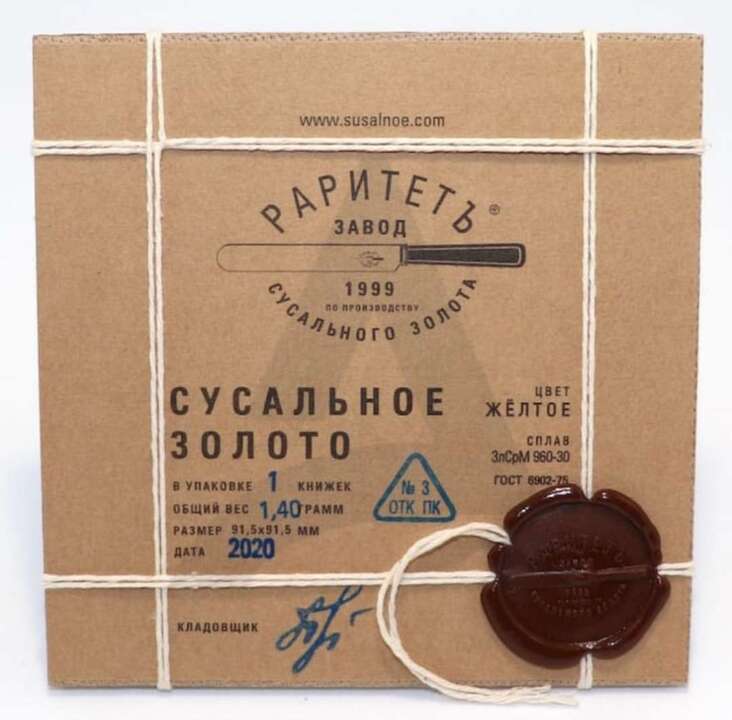 www.susalnoe.com
РАРИТЕТЪ®
ЗАВОД
1999
ПО ПРОИЗВОДСТВУ
СУСАЛЬНОГО ЗОЛОТА
СУСАЛЬНОЕ
ЗОЛОТО
ЦВЕТ
ЖЁЛТОЕ
СПЛАВ
ЗлСрМ 960-30
ГОСТ 6902-75
В УПАКОВКЕ 1 КНИЖЕК
ОБЩИЙ ВЕС 1,40 ГРАММ
РАЗМЕР 91,5х91,5 ММ
ДАТА 2020
№ 3
ОТК ПК
КЛАДОВЩИК